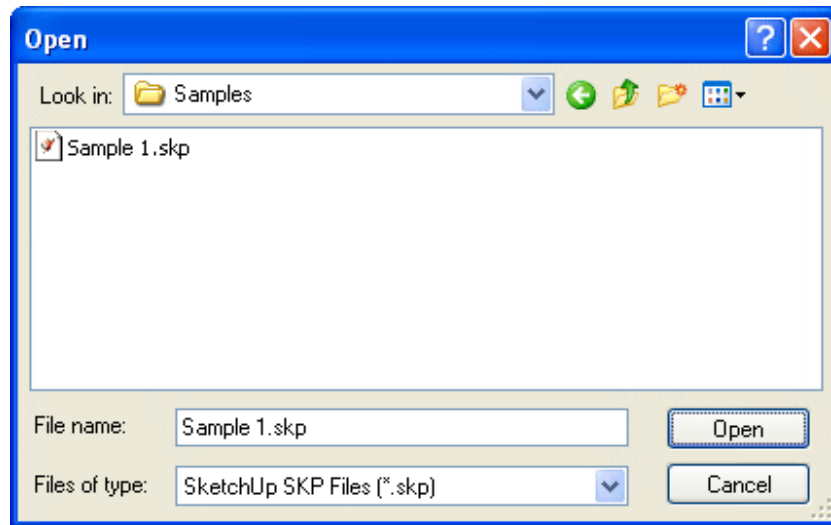 Open
Look in: Samples
Sample 1.skp
File name: Sample 1.skp Open
Files of type: SketchUp SKP Files (*.skp) Cancel